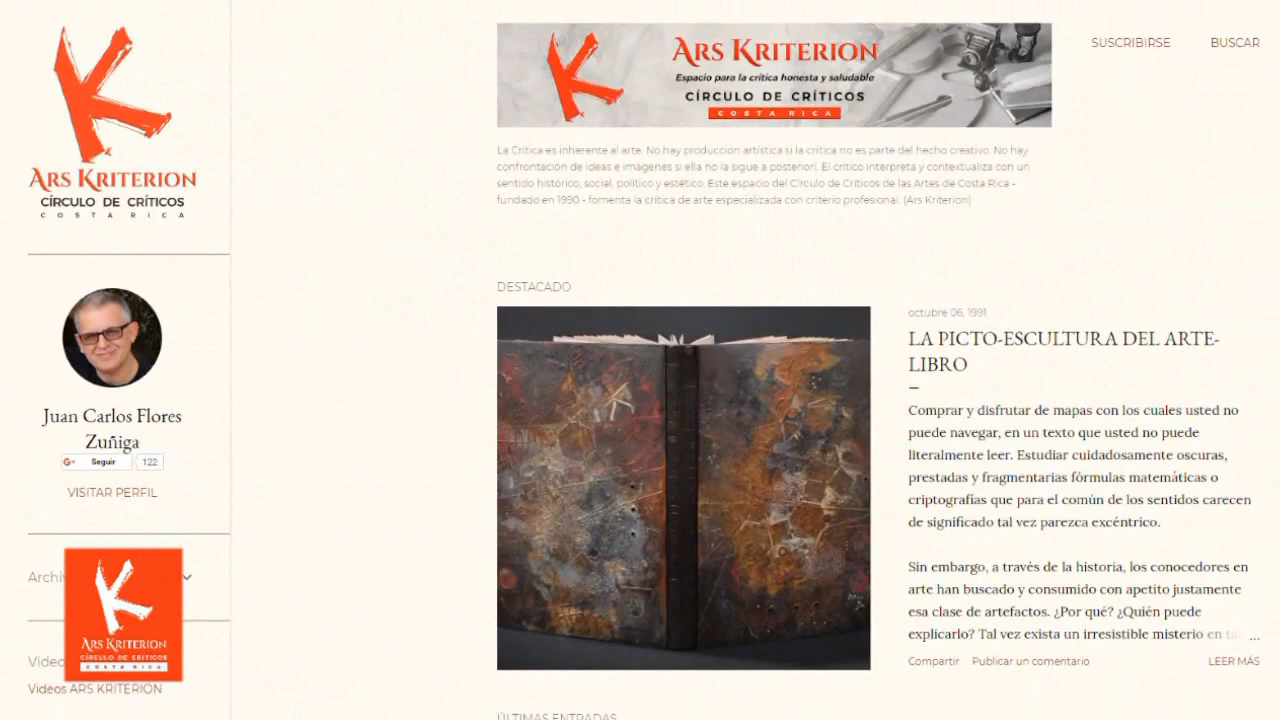 ARS KRITERION
CÍRCULO DE CRÍTICOS
COSTA RICA
Juan Carlos Flores
Zuñiga
G+ Seguir 122
VISITAR PERFIL
Archi
ARS KRITERION
CÍRCULO DE CRÍTICOS
COSTA RICA
Videos ARS KRITERION
ARS KRITERION
Espacio para la crítica honesta y saludable
CÍRCULO DE CRÍTICOS
COSTA RICA
SUSCRIBIRSE
BUSCAR
La Crítica es inherente al arte. No hay producción artística si la crítica no es parte del hecho creativo. No hay
confrontación de ideas e imágenes si ella no la sigue a posteriori. El crítico interpreta y contextualiza con un
sentido histórico, social, político y estético. Este espacio del Círculo de Críticos de las Artes de Costa Rica -
fundado en 1990 - fomenta la crítica de arte especializada con criterio profesional. (Ars Kriterion)
DESTACADO
octubre 06, 1991
LA PICTO-ESCULTURA DEL ARTE-
LIBRO
Comprar y disfrutar de mapas con los cuales usted no
puede navegar, en un texto que usted no puede
literalmente leer. Estudiar cuidadosamente oscuras,
prestadas y fragmentarias fórmulas matemáticas o
criptografías que para el común de los sentidos carecen
de significado tal vez parezca excéntrico.
Sin embargo, a través de la historia, los conocedores en
arte han buscado y consumido con apetito justamente
esa clase de artefactos. ¿Por qué? ¿Quién puede
explicarlo? Tal vez exista un irresistible misterio en ...
Compartir Publicar un comentario LEER MÁS
ÚLTIMAS ENTRADAS